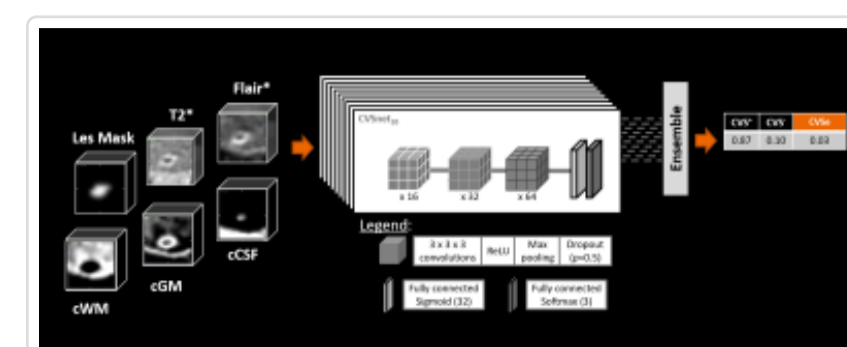 Flair*
T2*
Les Mask
cWM
cGM
cCSF
CVSnet₁₀
x 16
x 32
x 64
Legend:
3 x 3 x 3
convolutions
ReLU
Max
pooling
Dropout
(p=0.5)
Fully connected
Sigmoid (32)
Fully connected
Softmax (3)
Ensemble
CVS⁺ CVS⁻ CVSe
0.87 0.10 0.03